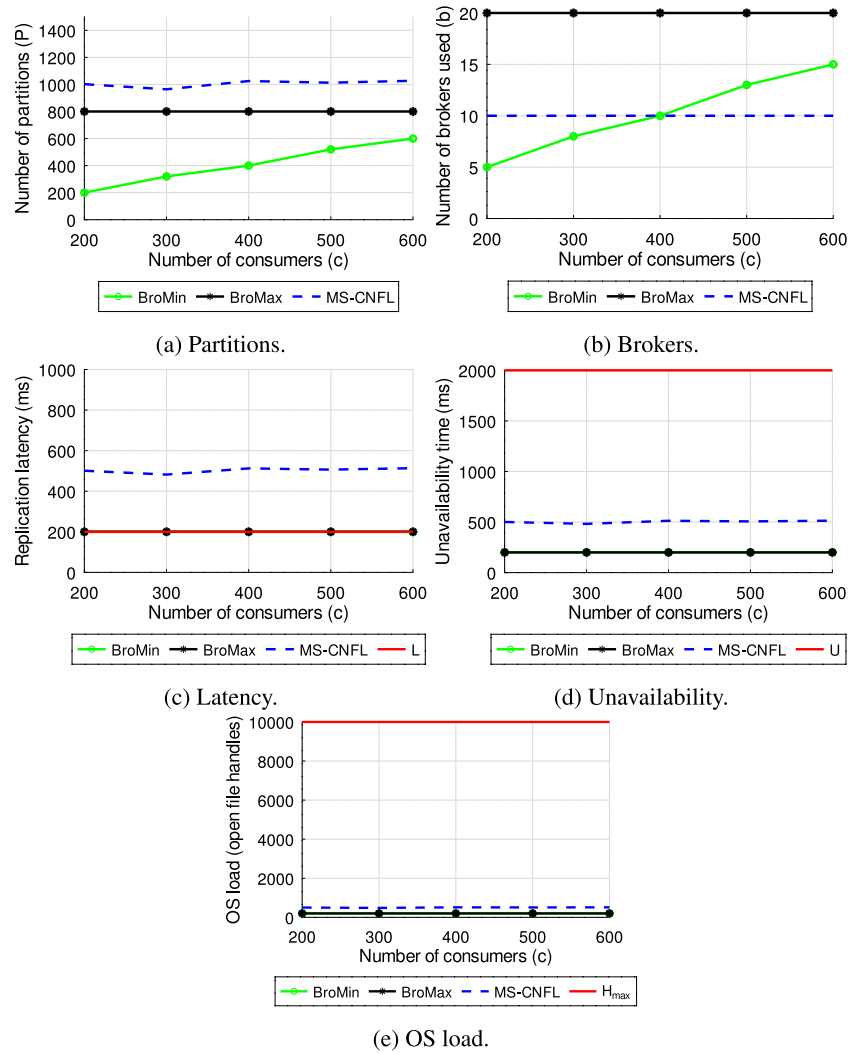 Number of partitions (P)
1400
1200
1000
800
600
400
200
0
200 300 400 500 600
Number of consumers (c)
BroMin BroMax MS-CNFL
(a) Partitions.
Number of brokers used (b)
20
15
10
5
0
200 300 400 500 600
Number of consumers (c)
BroMin BroMax MS-CNFL
(b) Brokers.
Replication latency (ms)
1000
800
600
400
200
0
200 300 400 500 600
Number of consumers (c)
BroMin BroMax MS-CNFL L
(c) Latency.
Unavailability time (ms)
2000
1500
1000
500
0
200 300 400 500 600
Number of consumers (c)
BroMin BroMax MS-CNFL U
(d) Unavailability.
OS load (open file handles)
10000
8000
6000
4000
2000
0
200 300 400 500 600
Number of consumers (c)
BroMin BroMax MS-CNFL Hmax
(e) OS load.